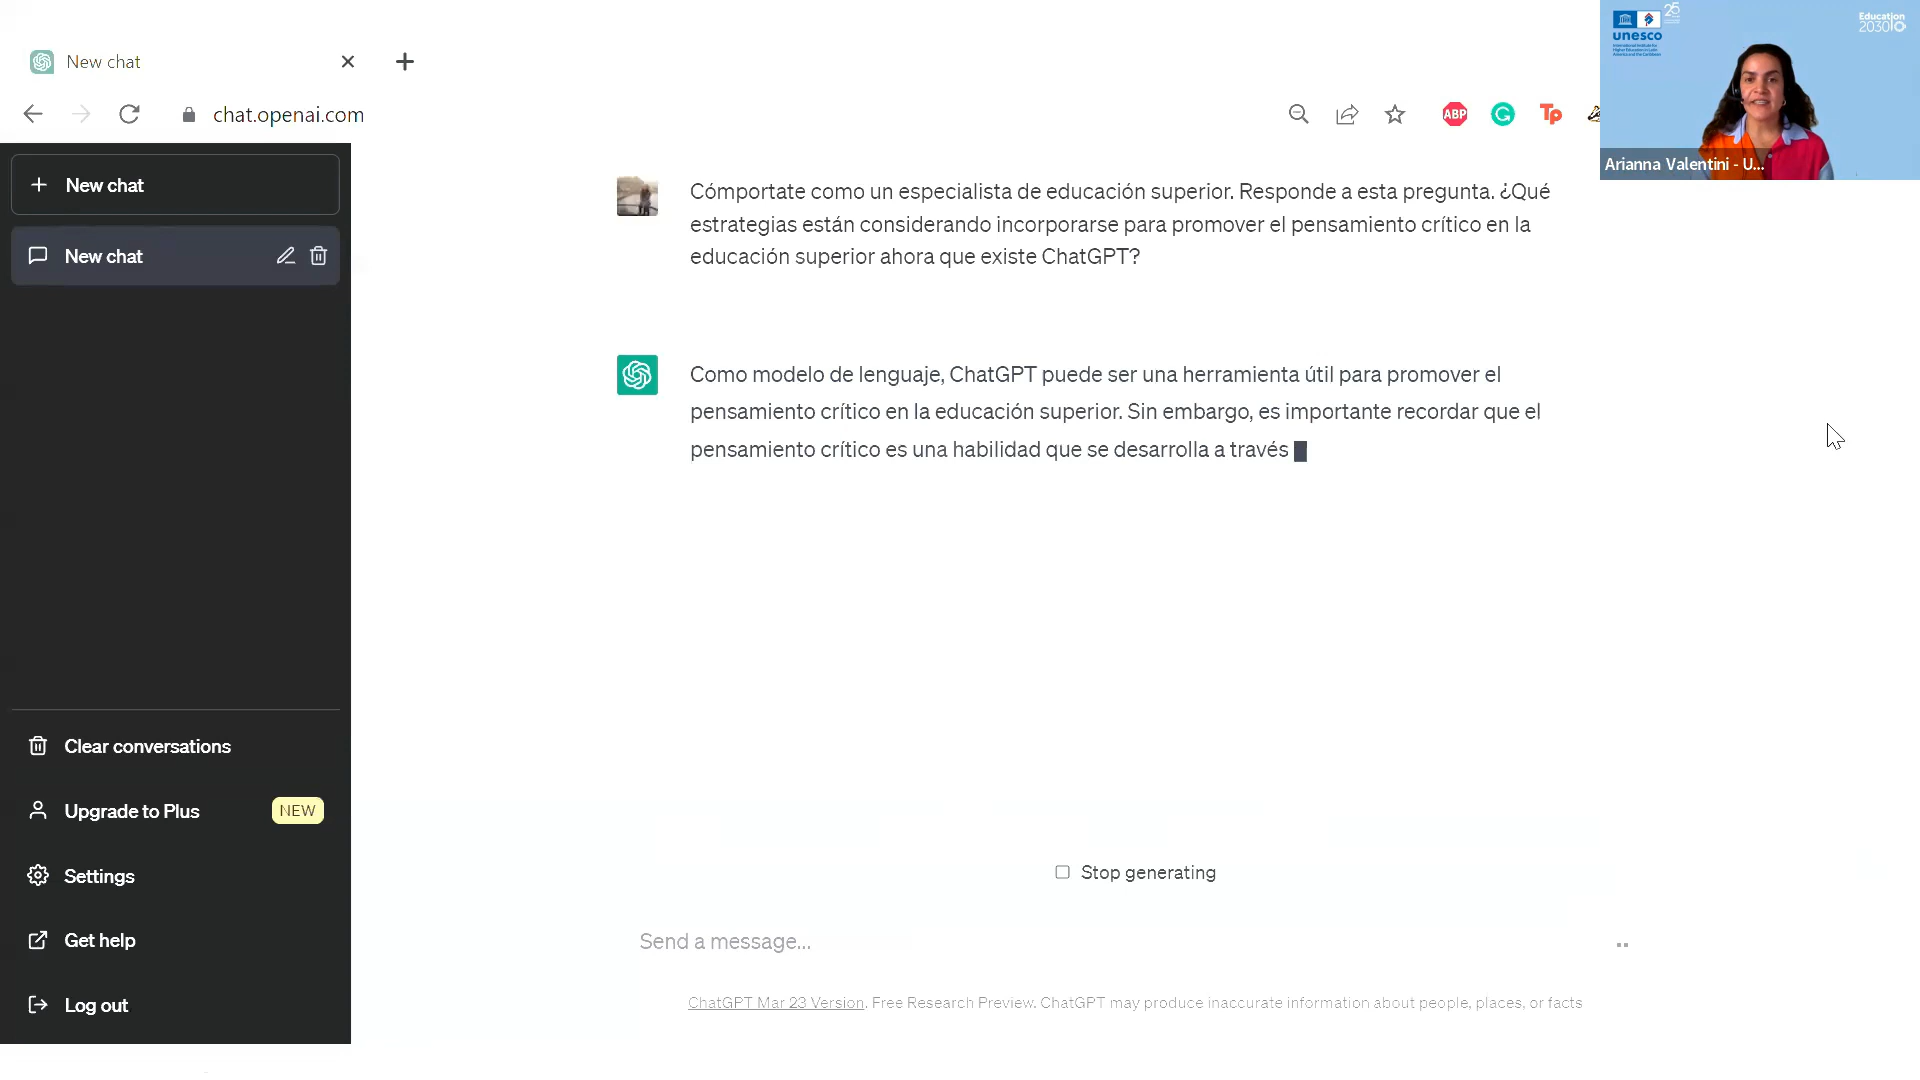 New chat
chat.openai.com
ABP
Tp
unesco
25
Education
2030
Arianna Valentini - U...
New chat
New chat
Cómportate como un especialista de educación superior. Responde a esta pregunta. ¿Qué
estrategias están considerando incorporarse para promover el pensamiento crítico en la
educación superior ahora que existe ChatGPT?
Como modelo de lenguaje, ChatGPT puede ser una herramienta útil para promover el
pensamiento crítico en la educación superior. Sin embargo, es importante recordar que el
pensamiento crítico es una habilidad que se desarrolla a través
Clear conversations
Upgrade to Plus NEW
Settings
Get help
Log out
Stop generating
Send a message...
ChatGPT Mar 23 Version. Free Research Preview. ChatGPT may produce inaccurate information about people, places, or facts